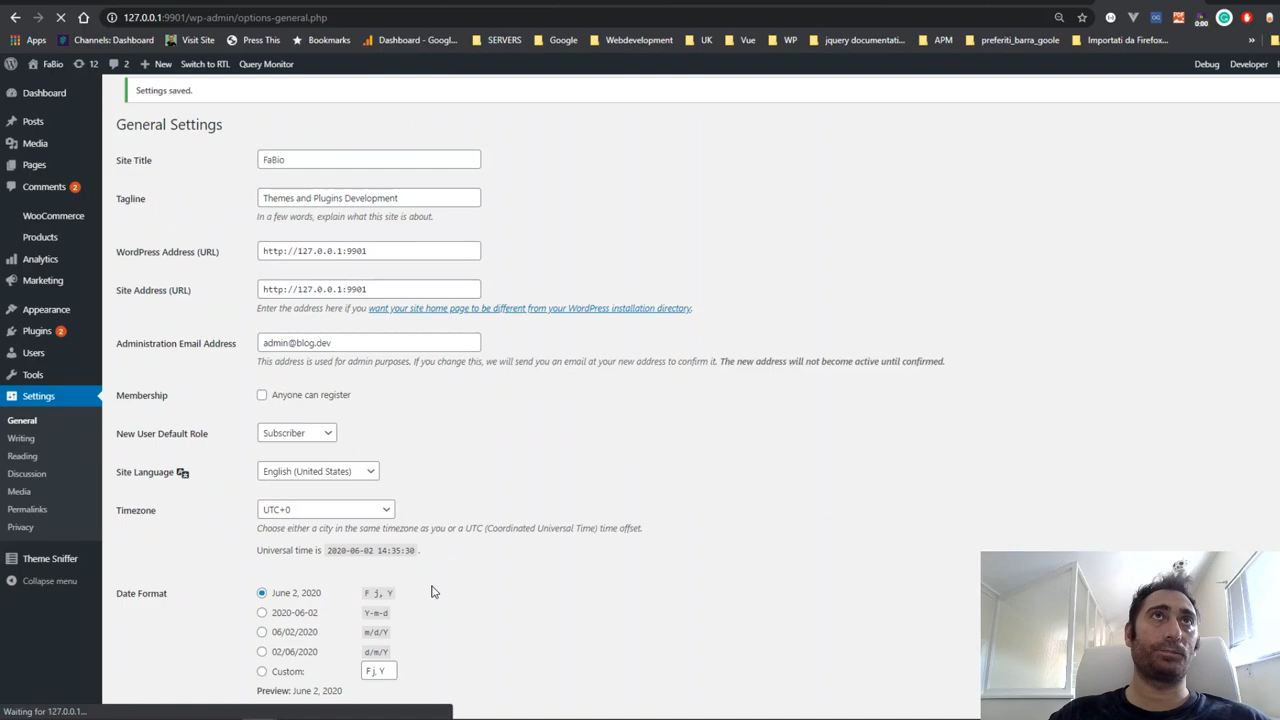 127.0.0.1:9901/wp-admin/options-general.php
Apps Channels: Dashboard Visit Site Press This Bookmarks Dashboard - Googl... SERVERS Google Webdevelopment UK Vue WP jquery documentati... APM preferiti_barra_goole Importati da Firefox... »
FaBio 12 2 New Switch to RTL Query Monitor Debug Developer
Settings saved.
Dashboard
Posts
Media
Pages
Comments 2
WooCommerce
Products
Analytics
Marketing
Appearance
Plugins 2
Users
Tools
Settings
General
Writing
Reading
Discussion
Media
Permalinks
Privacy
Theme Sniffer
Collapse menu
General Settings
Site Title FaBio
Tagline Themes and Plugins Development
In a few words, explain what this site is about.
WordPress Address (URL) http://127.0.0.1:9901
Site Address (URL) http://127.0.0.1:9901
Enter the address here if you want your site home page to be different from your WordPress installation directory.
Administration Email Address admin@blog.dev
This address is used for admin purposes. If you change this, we will send you an email at your new address to confirm it. The new address will not become active until confirmed.
Membership Anyone can register
New User Default Role Subscriber
Site Language English (United States)
Timezone UTC+0
Choose either a city in the same timezone as you or a UTC (Coordinated Universal Time) time offset.
Universal time is 2020-06-02 14:35:30 .
Date Format June 2, 2020 F j, Y
2020-06-02 Y-m-d
06/02/2020 m/d/Y
02/06/2020 d/m/Y
Custom: F j, Y
Preview: June 2, 2020
Waiting for 127.0.0.1...